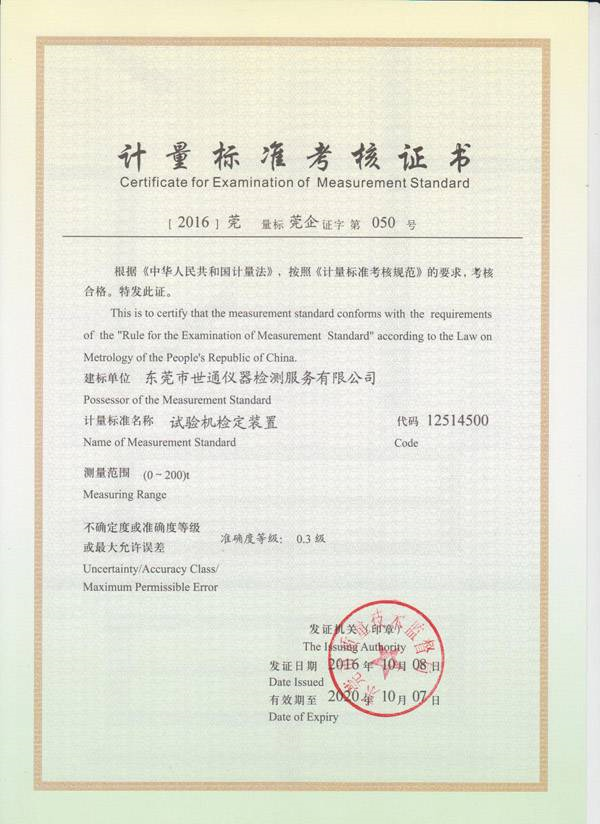 计量标准考核证书
Certificate for Examination of Measurement Standard
[ 2016 ] 莞 量标 莞企 证字 第 050 号
根据《中华人民共和国计量法》，按照《计量标准考核规范》的要求，考核
合格。特发此证。
This is to certify that the measurement standard conforms with the requirements
of the "Rule for the Examination of Measurement Standard" according to the Law on
Metrology of the People's Republic of China.
建标单位 东莞市世通仪器检测服务有限公司
Possessor of the Measurement Standard
计量标准名称 试验机检定装置 代码 12514500
Name of Measurement Standard Code
测量范围 (0~200)t
Measuring Range
不确定度或准确度等级
或最大允许误差 准确度等级： 0.3 级
Uncertainty/Accuracy Class/
Maximum Permissible Error
发证机关（印章）
The Issuing Authority
东莞市质量技术监督局
发证日期 2016 年 10 月 08 日
Date Issued
有效期至 2020 年 10 月 07 日
Date of Expiry